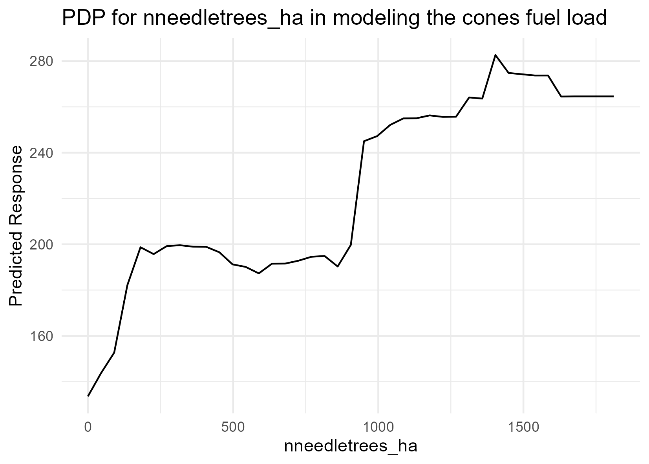 PDP for nneedletrees_ha in modeling the cones fuel load
280
240
200
160
Predicted Response
0 500 1000 1500
nneedletrees_ha